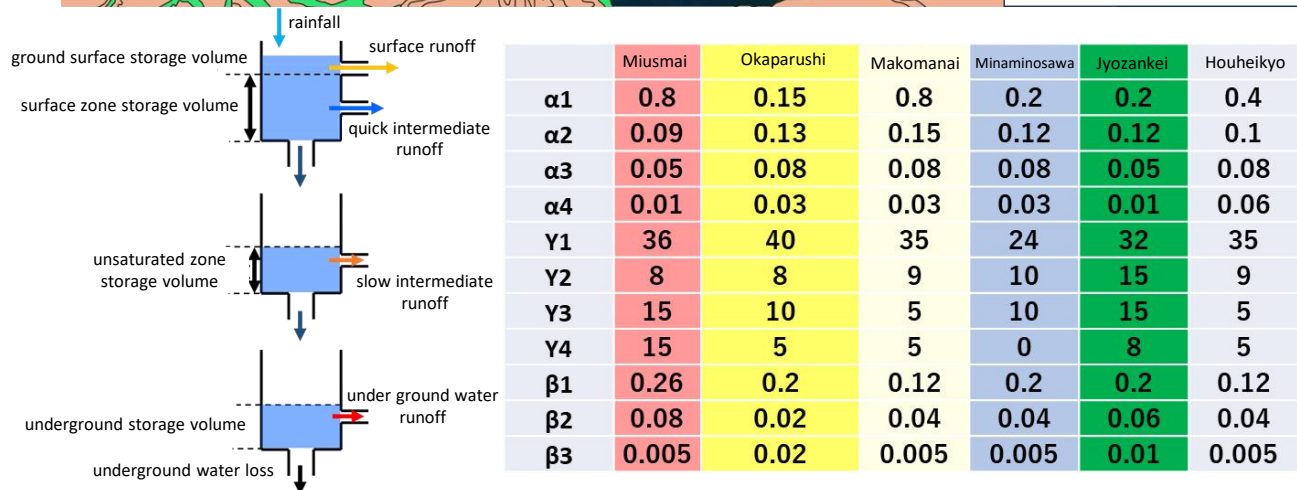 rainfall
surface runoff
ground surface storage volume
surface zone storage volume
quick intermediate
runoff
unsaturated zone
storage volume
slow intermediate
runoff
under ground water
runoff
underground storage volume
underground water loss
Miusmai Okaparushi Makomanai Minaminosawa Jyozankei Houheikyo
α1 0.8 0.15 0.8 0.2 0.2 0.4
α2 0.09 0.13 0.15 0.12 0.12 0.1
α3 0.05 0.08 0.08 0.08 0.05 0.08
α4 0.01 0.03 0.03 0.03 0.01 0.06
Y1 36 40 35 24 32 35
Y2 8 8 9 10 15 9
Y3 15 10 5 10 15 5
Y4 15 5 5 0 8 5
β1 0.26 0.2 0.12 0.2 0.2 0.12
β2 0.08 0.02 0.04 0.04 0.06 0.04
β3 0.005 0.02 0.005 0.005 0.01 0.005